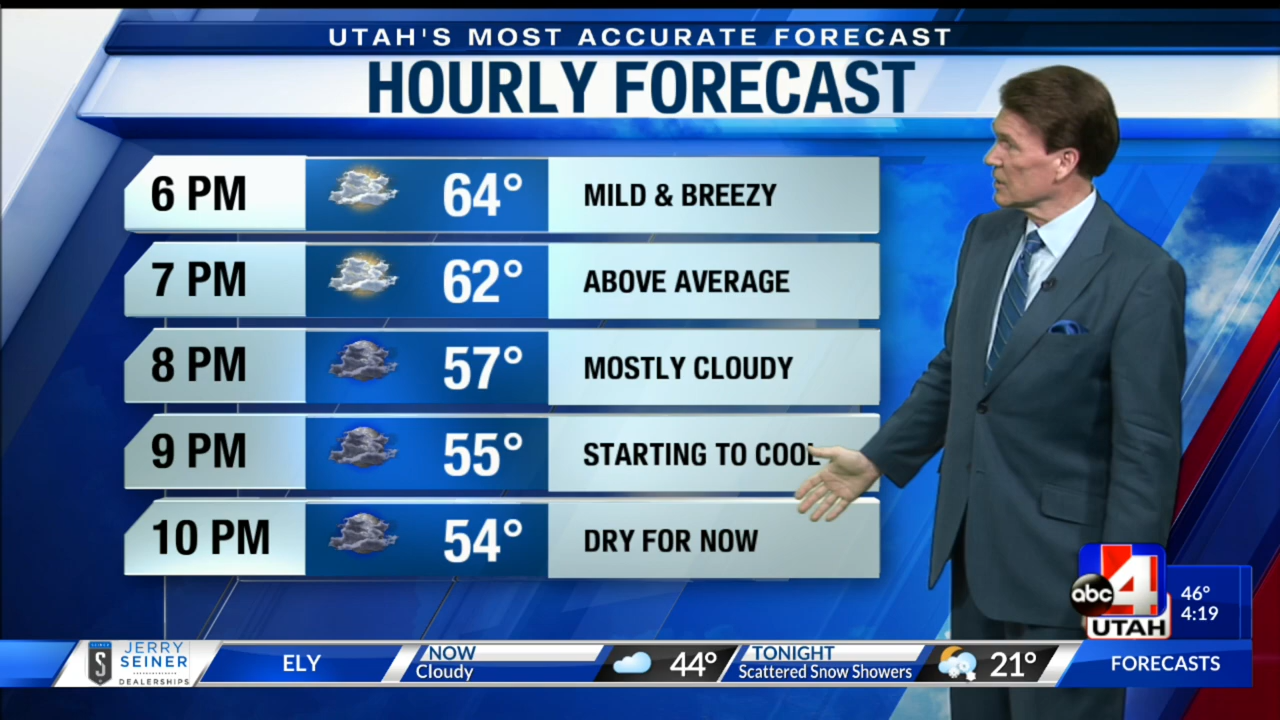 UTAH'S MOST ACCURATE FORECAST
HOURLY FORECAST
6 PM 64° MILD & BREEZY
7 PM 62° ABOVE AVERAGE
8 PM 57° MOSTLY CLOUDY
9 PM 55° STARTING TO COOL
10 PM 54° DRY FOR NOW
abc 4
UTAH
46°
4:19
SEINER
S
JERRY
SEINER
DEALERSHIPS
ELY
NOW
Cloudy
44°
TONIGHT
Scattered Snow Showers
21°
FORECASTS